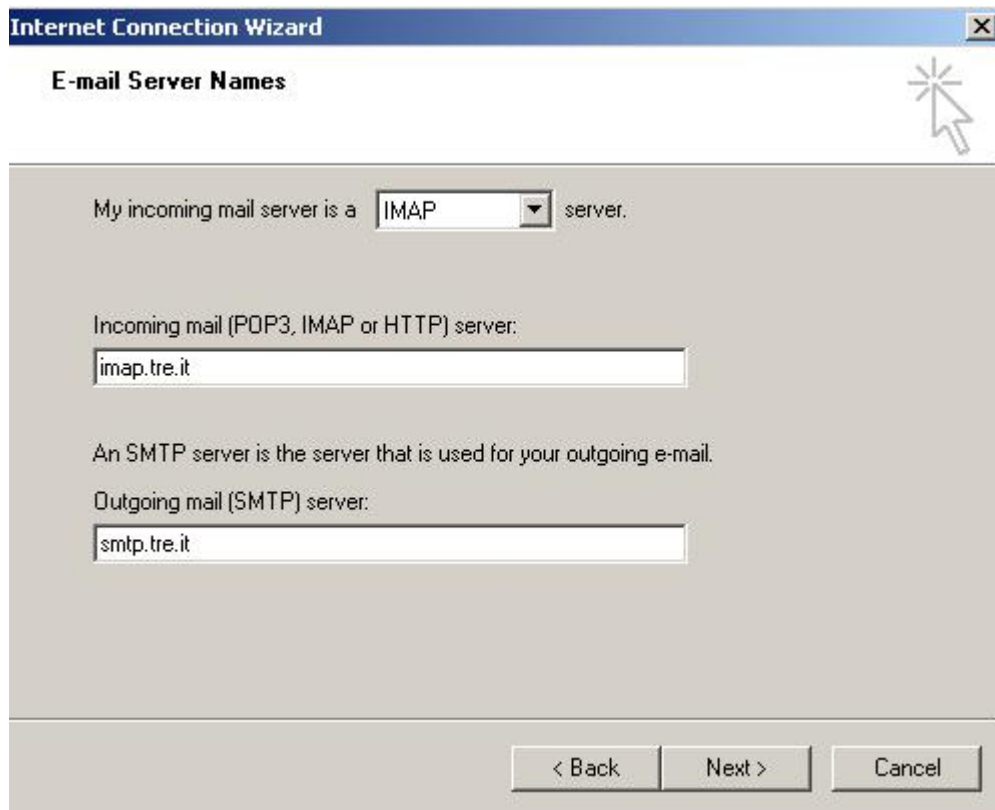 Internet Connection Wizard
E-mail Server Names
My incoming mail server is a IMAP server.
Incoming mail (POP3, IMAP or HTTP) server:
imap.tre.it
An SMTP server is the server that is used for your outgoing e-mail.
Outgoing mail (SMTP) server:
smtp.tre.it
< Back Next > Cancel